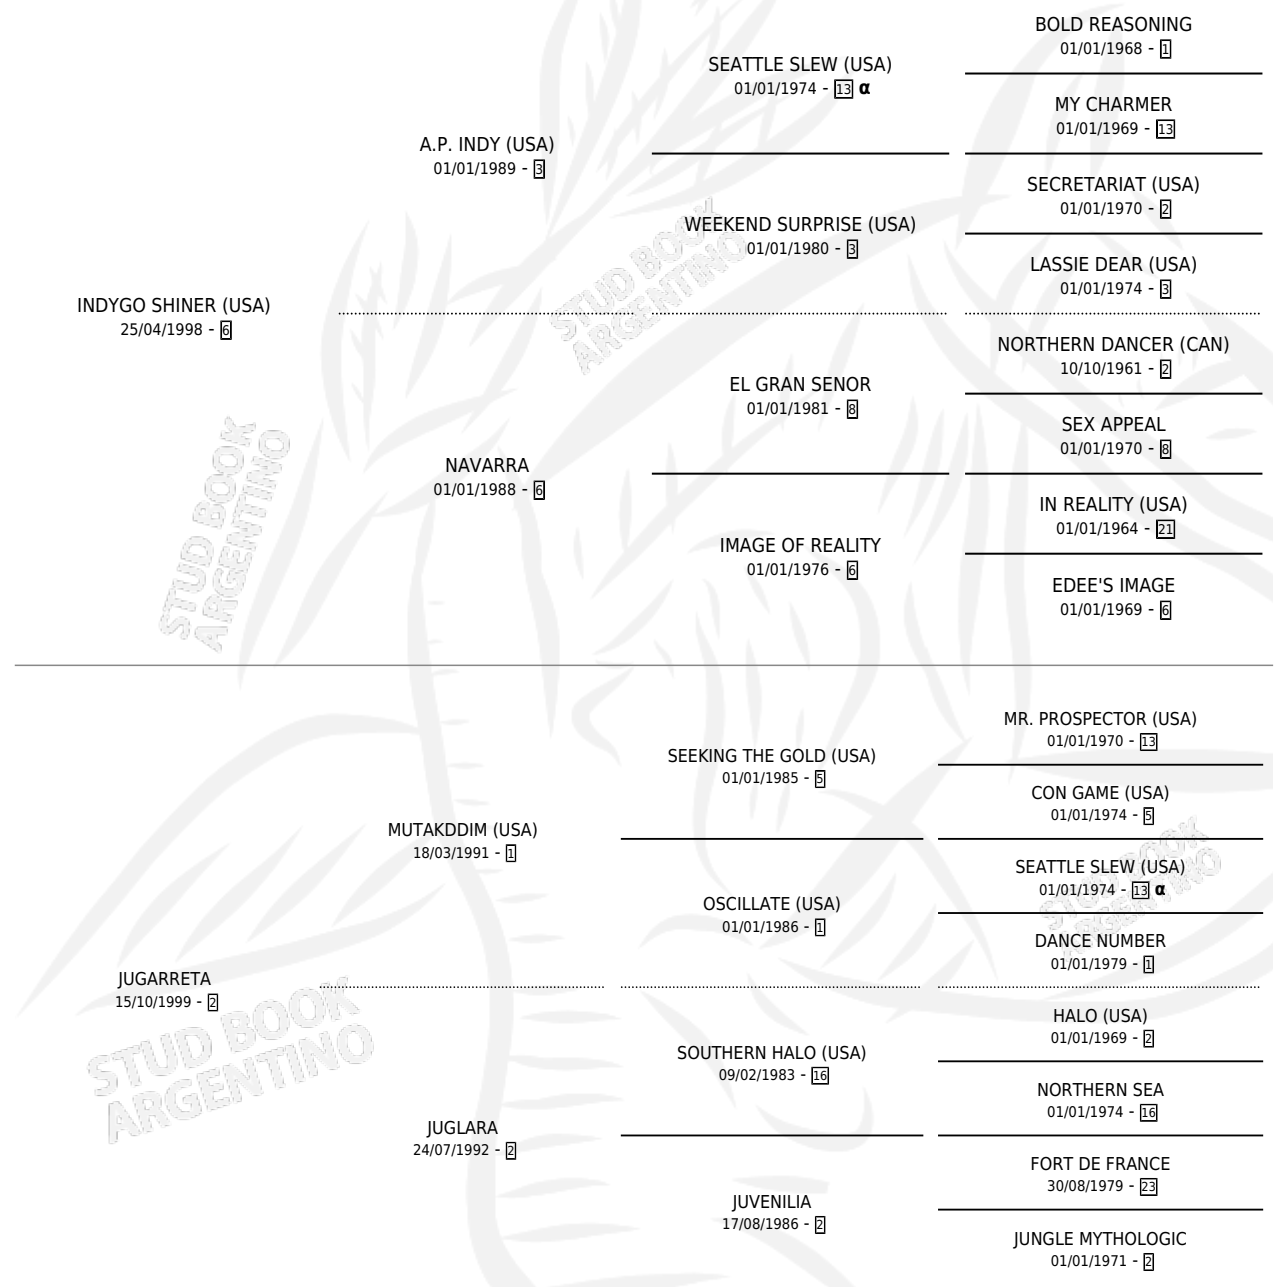 BOLD REASONING
01/01/1968 - 1
SEATTLE SLEW (USA)
01/01/1974 - 13 α
MY CHARMER
01/01/1969 - 13
A.P. INDY (USA)
01/01/1989 - 3
SECRETARIAT (USA)
01/01/1970 - 2
WEEKEND SURPRISE (USA)
01/01/1980 - 3
LASSIE DEAR (USA)
01/01/1974 - 3
INDYGO SHINER (USA)
25/04/1998 - 6
NORTHERN DANCER (CAN)
10/10/1961 - 2
EL GRAN SENOR
01/01/1981 - 8
SEX APPEAL
01/01/1970 - 8
NAVARRA
01/01/1988 - 6
IN REALITY (USA)
01/01/1964 - 21
IMAGE OF REALITY
01/01/1976 - 6
EDEE'S IMAGE
01/01/1969 - 6
MR. PROSPECTOR (USA)
01/01/1970 - 13
SEEKING THE GOLD (USA)
01/01/1985 - 5
CON GAME (USA)
01/01/1974 - 5
MUTAKDDIM (USA)
18/03/1991 - 1
SEATTLE SLEW (USA)
01/01/1974 - 13 α
OSCILLATE (USA)
01/01/1986 - 1
DANCE NUMBER
01/01/1979 - 1
JUGARRETA
15/10/1999 - 2
HALO (USA)
01/01/1969 - 2
SOUTHERN HALO (USA)
09/02/1983 - 16
NORTHERN SEA
01/01/1974 - 16
JUGLARA
24/07/1992 - 2
FORT DE FRANCE
30/08/1979 - 23
JUVENILIA
17/08/1986 - 2
JUNGLE MYTHOLOGIC
01/01/1971 - 2
STUD BOOK
ARGENTINO
STUD BOOK
ARGENTINO
STUD BOOK
ARGENTINO
STUD BOOK
ARGENTINO